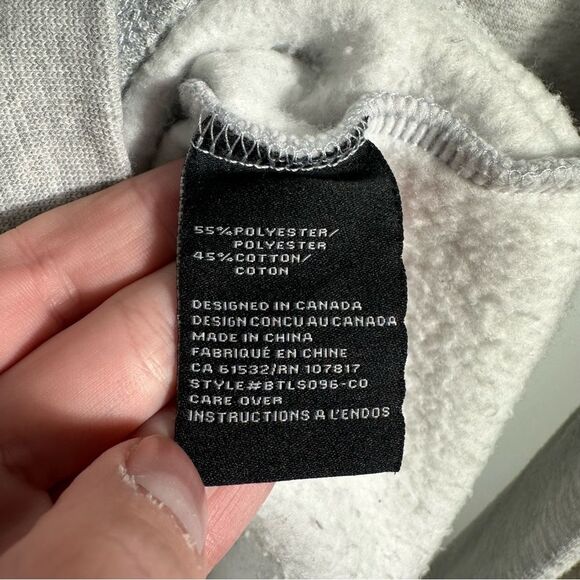 55%POLYESTER/
POLYESTER
45%COTTON/
COTON
DESIGNED IN CANADA
DESIGN CONCU AU CANADA
MADE IN CHINA
FABRIQUÉ EN CHINE
CA 61532/RN 107817
STYLE#BTLS096-CO
CARE OVER
INSTRUCTIONS A L'ENDOS